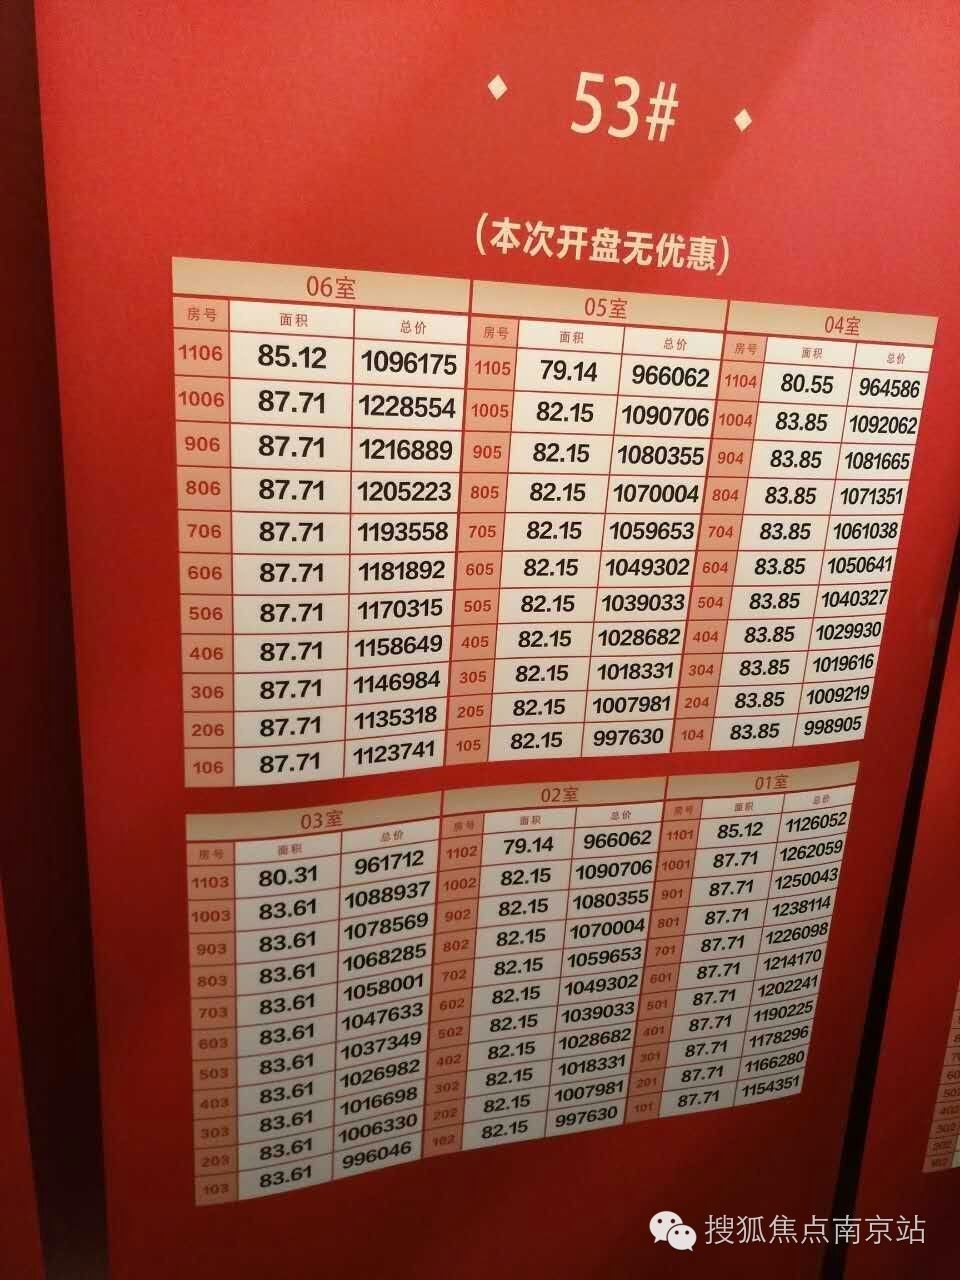 53#
(本次开盘无优惠)
06室 05室 04室
房号 面积 总价 房号 面积 总价 房号 面积 总价
1106 85.12 1096175 1105 79.14 966062 1104 80.55 964586
1006 87.71 1228554 1005 82.15 1090706 1004 83.85 1092062
906 87.71 1216889 905 82.15 1080355 904 83.85 1081665
806 87.71 1205223 805 82.15 1070004 804 83.85 1071351
706 87.71 1193558 705 82.15 1059653 704 83.85 1061038
606 87.71 1181892 605 82.15 1049302 604 83.85 1050641
506 87.71 1170315 505 82.15 1039033 504 83.85 1040327
406 87.71 1158649 405 82.15 1028682 404 83.85 1029930
306 87.71 1146984 305 82.15 1018331 304 83.85 1019616
206 87.71 1135318 205 82.15 1007981 204 83.85 1009219
106 87.71 1123741 105 82.15 997630 104 83.85 998905
03室 02室 01室
房号 面积 总价 房号 面积 总价 房号 面积 总价
1103 80.31 961712 1102 79.14 966062 1101 85.12 1126052
1003 83.61 1088937 1002 82.15 1090706 1001 87.71 1262059
903 83.61 1078569 902 82.15 1080355 901 87.71 1250043
803 83.61 1068285 802 82.15 1070004 801 87.71 1238114
703 83.61 1058001 702 82.15 1059653 701 87.71 1226098
603 83.61 1047633 602 82.15 1049302 601 87.71 1214170
503 83.61 1037349 502 82.15 1039033 501 87.71 1202241
403 83.61 1026982 402 82.15 1028682 401 87.71 1190225
303 83.61 1016698 302 82.15 1018331 301 87.71 1178296
203 83.61 1006330 202 82.15 1007981 201 87.71 1166280
103 83.61 996046 102 82.15 997630 101 87.71 1154351
502
402
302
202
搜狐焦点南京站